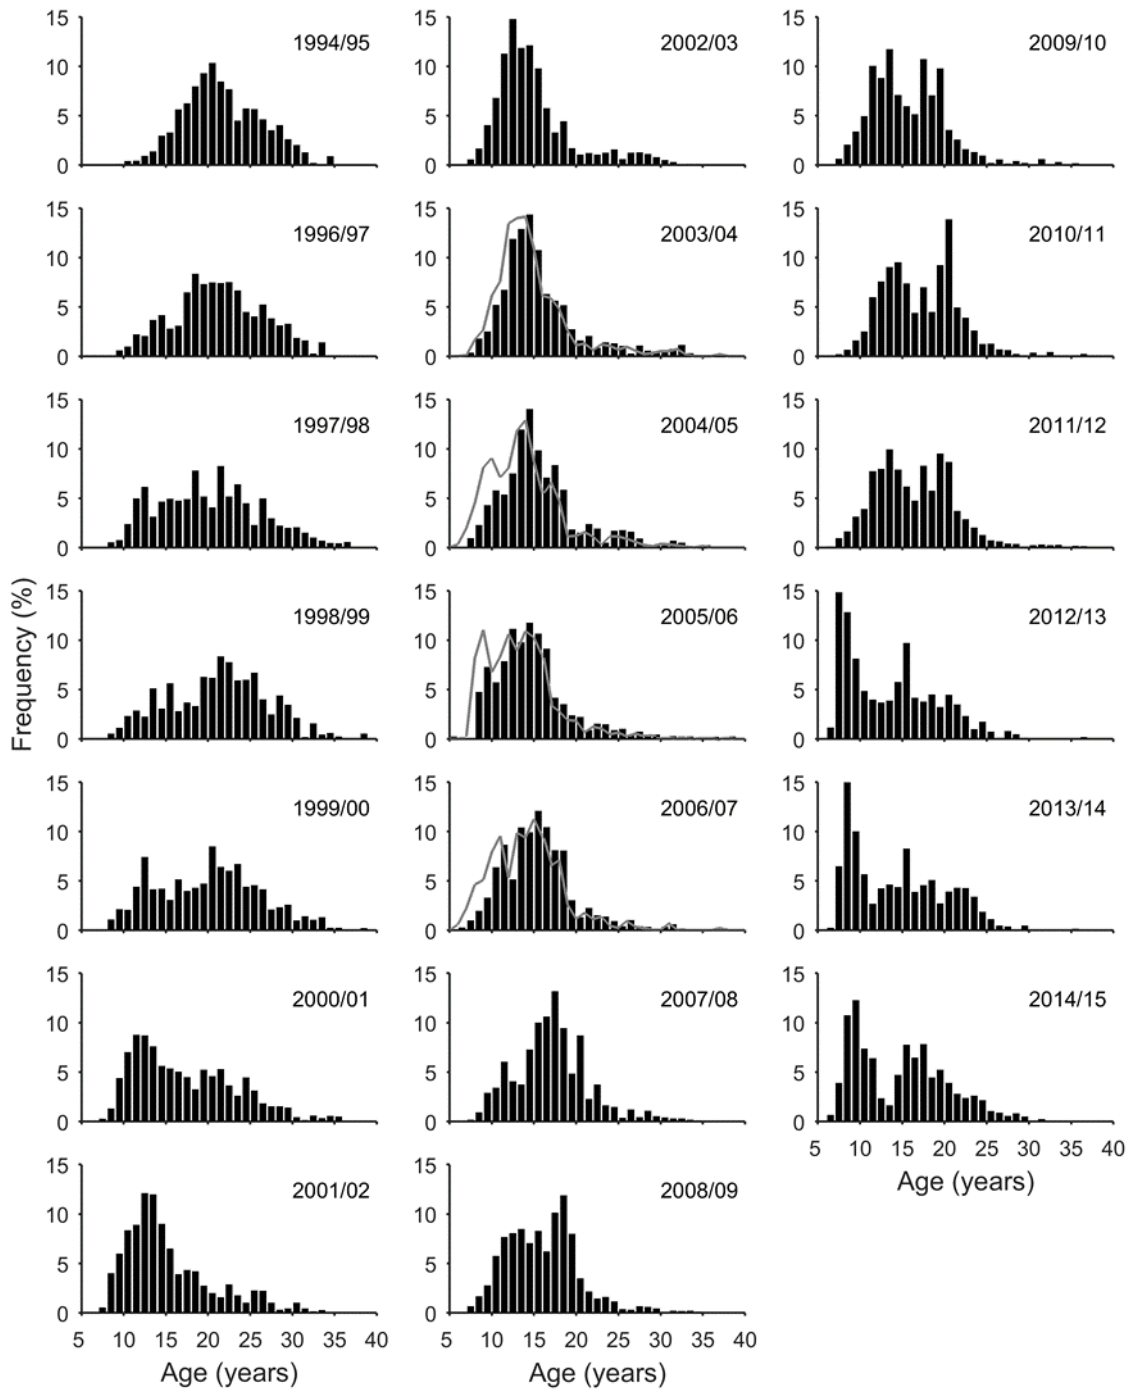 15 15 15
1994/95 2002/03 2009/10
10 10 10
5 5 5
0 0 0
15 15 15
1996/97 2003/04 2010/11
10 10 10
5 5 5
0 0 0
15 15 15
1997/98 2004/05 2011/12
10 10 10
5 5 5
0 0 0
Frequency (%)
15 15 15
1998/99 2005/06 2012/13
10 10 10
5 5 5
0 0 0
15 15 15
1999/00 2006/07 2013/14
10 10 10
5 5 5
0 0 0
15 15 15
2000/01 2007/08 2014/15
10 10 10
5 5 5
0 0 0
5 10 15 20 25 30 35 40
Age (years)
15 15
2001/02 2008/09
10 10
5 5
0 0
5 10 15 20 25 30 35 40 5 10 15 20 25 30 35 40
Age (years) Age (years)